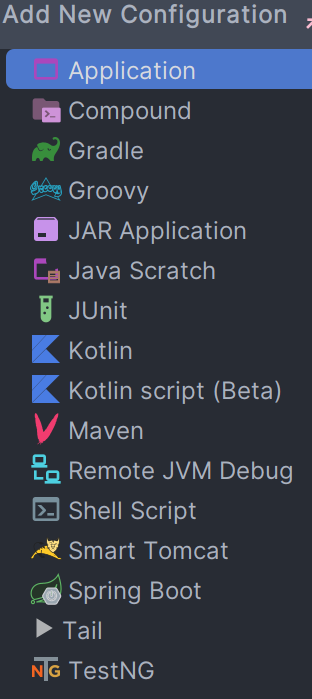 Add New Configuration
Application
Compound
Gradle
Groovy
JAR Application
Java Scratch
JUnit
Kotlin
Kotlin script (Beta)
Maven
Remote JVM Debug
Shell Script
Smart Tomcat
Spring Boot
Tail
TestNG